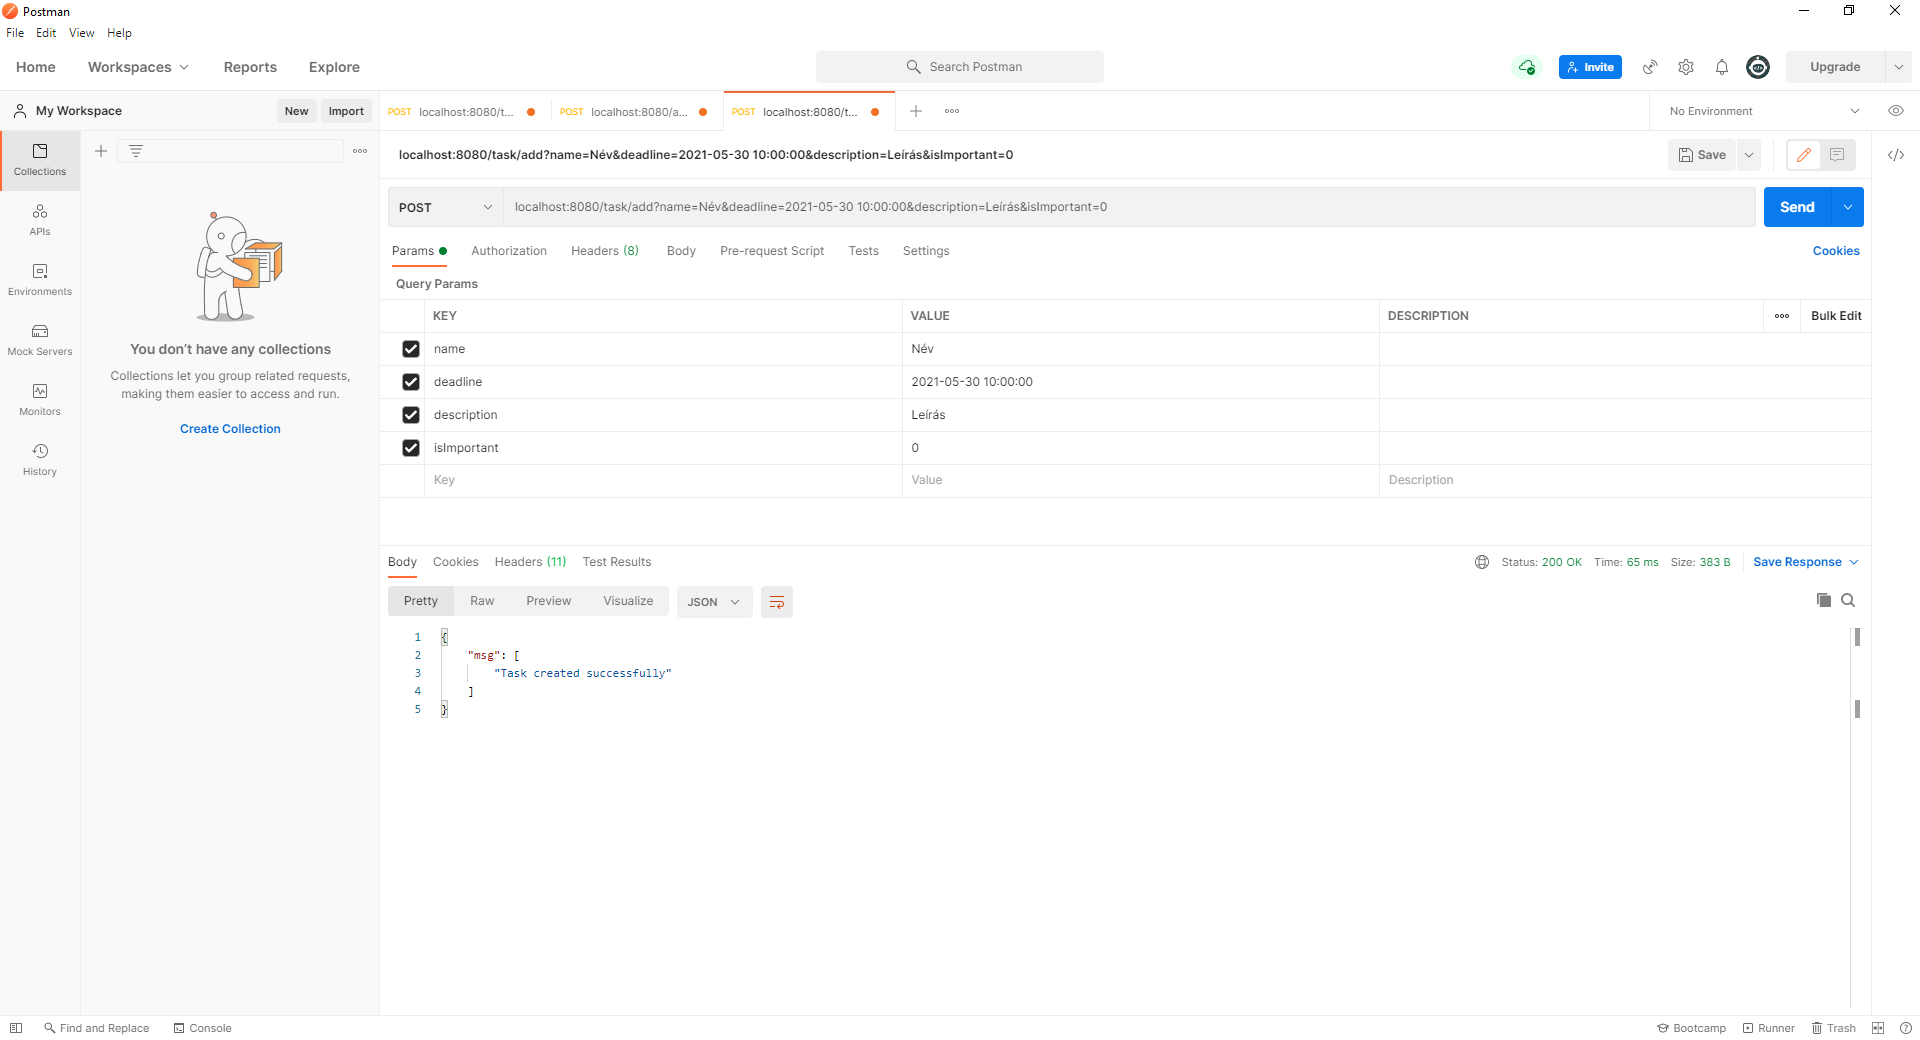 Postman
File Edit View Help
Home Workspaces Reports Explore Search Postman Invite Upgrade
My Workspace New Import POST localhost:8080/t... POST localhost:8080/a... POST localhost:8080/t... + ooo No Environment
Collections
APIs
Environments
Mock Servers
Monitors
History
You don't have any collections
Collections let you group related requests,
making them easier to access and run.
Create Collection
localhost:8080/task/add?name=Név&deadline=2021-05-30 10:00:00&description=Leírás&isImportant=0 Save
POST localhost:8080/task/add?name=Név&deadline=2021-05-30 10:00:00&description=Leírás&isImportant=0 Send
Params Authorization Headers (8) Body Pre-request Script Tests Settings Cookies
Query Params
KEY VALUE DESCRIPTION ooo Bulk Edit
name Név
deadline 2021-05-30 10:00:00
description Leírás
isImportant 0
Key Value Description
Body Cookies Headers (11) Test Results Status: 200 OK Time: 65 ms Size: 383 B Save Response
Pretty Raw Preview Visualize JSON
1 {
2 "msg": [
3 "Task created successfully"
4 ]
5 }
Find and Replace Console Bootcamp Runner Trash